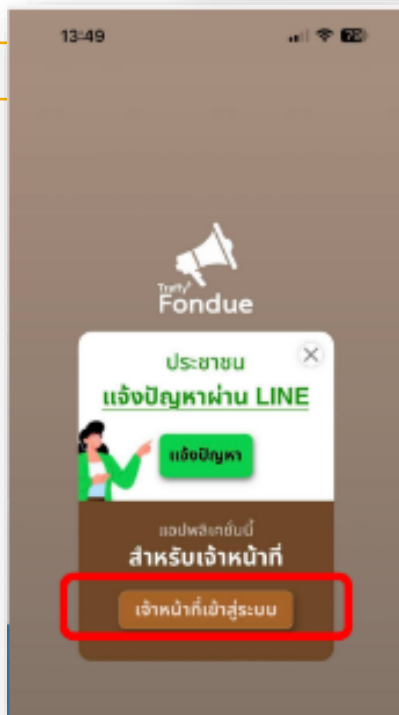 13:49
78
Traffy
Fondue
ประชาชน
แจ้งปัญหาผ่าน LINE
แจ้งปัญหา
แอปพลิเคชันนี้
สำหรับเจ้าหน้าที่
เจ้าหน้าที่เข้าสู่ระบบ